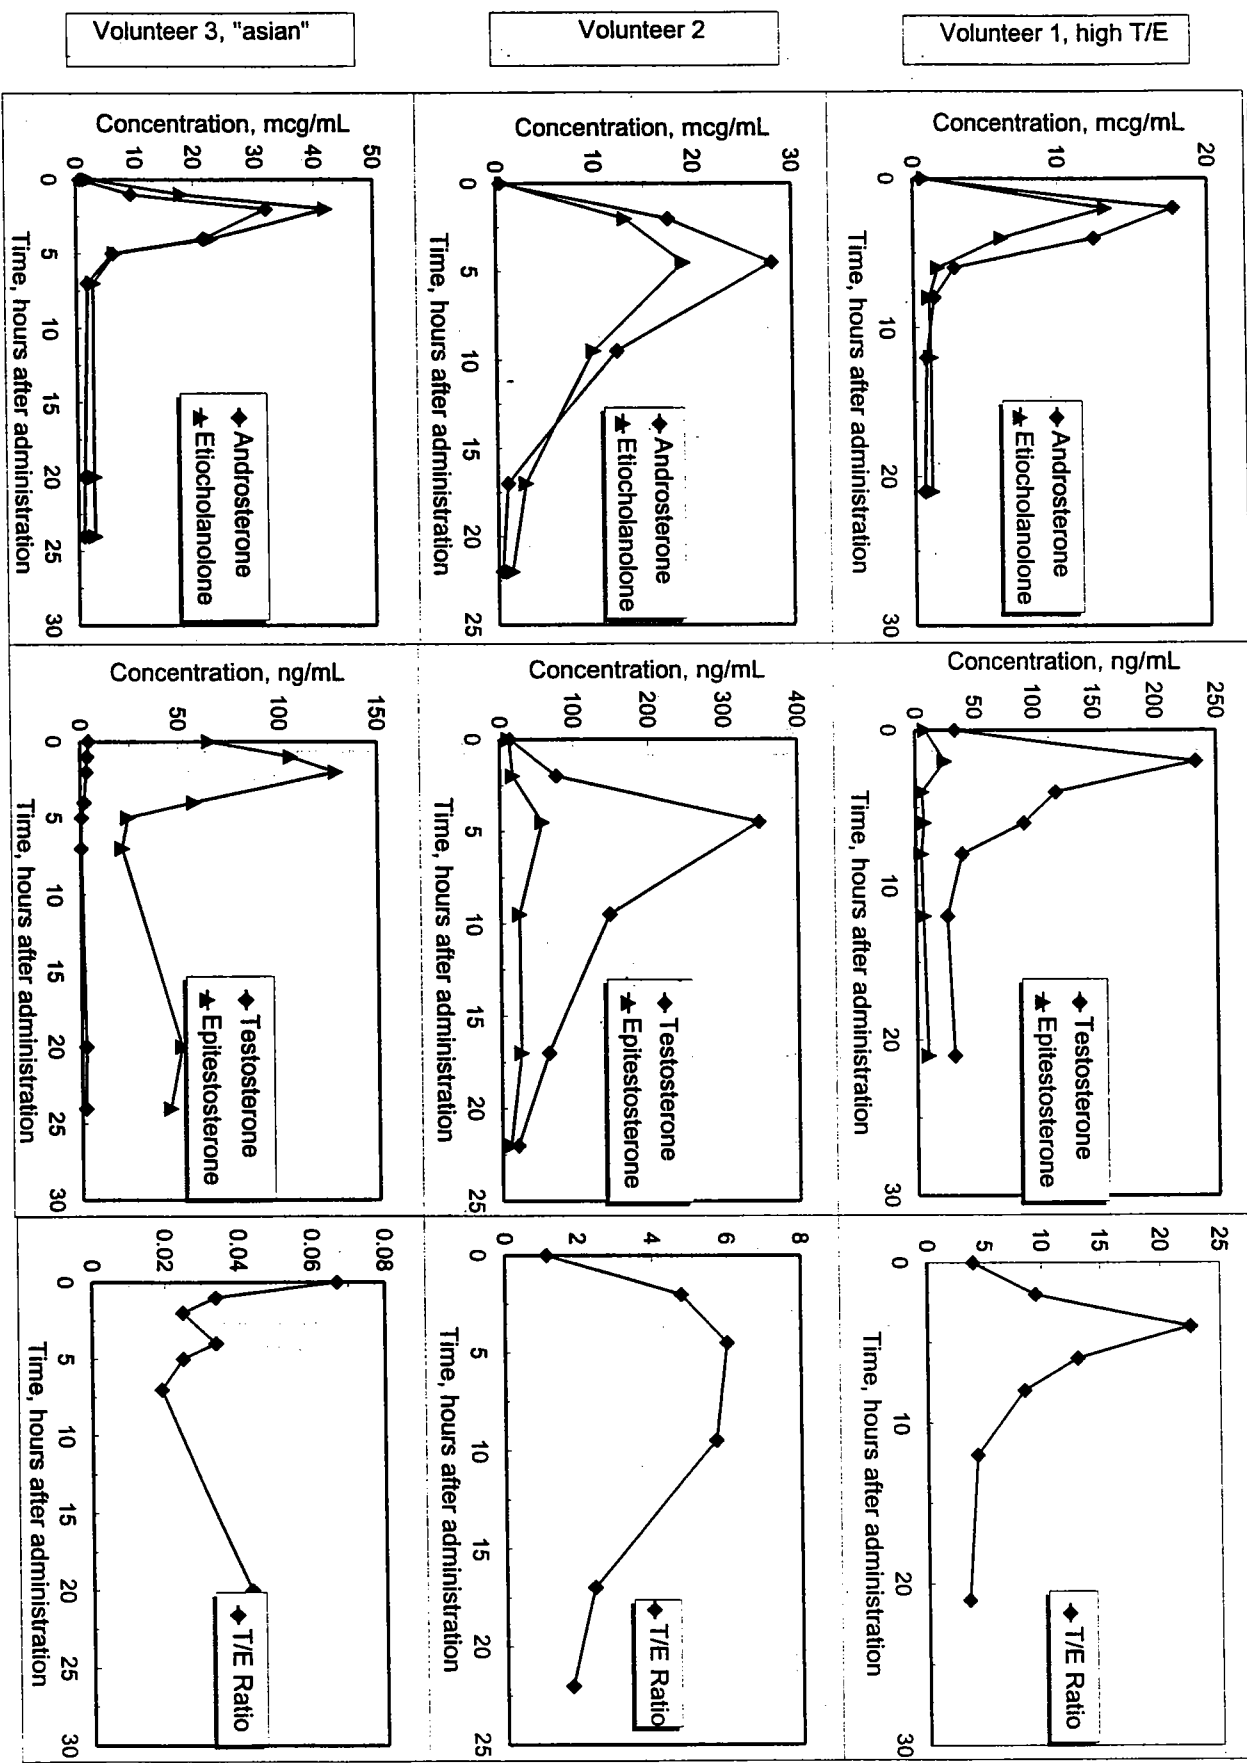 Volunteer 1, high T/E
Concentration, mcg/mL
20
10
0
0
10
20
30
Time, hours after administration
Androsterone
Etiocholanolone
Concentration, ng/mL
250
200
150
100
50
0
0
10
20
30
Time, hours after administration
Testosterone
Epitestosterone
25
20
15
10
5
0
0
10
20
30
Time, hours after administration
T/E Ratio
Volunteer 2
Concentration, mcg/mL
30
20
10
0
0
5
10
15
20
25
Time, hours after administration
Androsterone
Etiocholanolone
Concentration, ng/mL
400
300
200
100
0
0
5
10
15
20
25
Time, hours after administration
Testosterone
Epitestosterone
8
6
4
2
0
0
5
10
15
20
25
Time, hours after administration
T/E Ratio
Volunteer 3, "asian"
Concentration, mcg/mL
50
40
30
20
10
0
0
5
10
15
20
25
30
Time, hours after administration
Androsterone
Etiocholanolone
Concentration, ng/mL
150
100
50
0
0
5
10
15
20
25
30
Time, hours after administration
Testosterone
Epitestosterone
0.08
0.06
0.04
0.02
0
0
5
10
15
20
25
30
Time, hours after administration
T/E Ratio